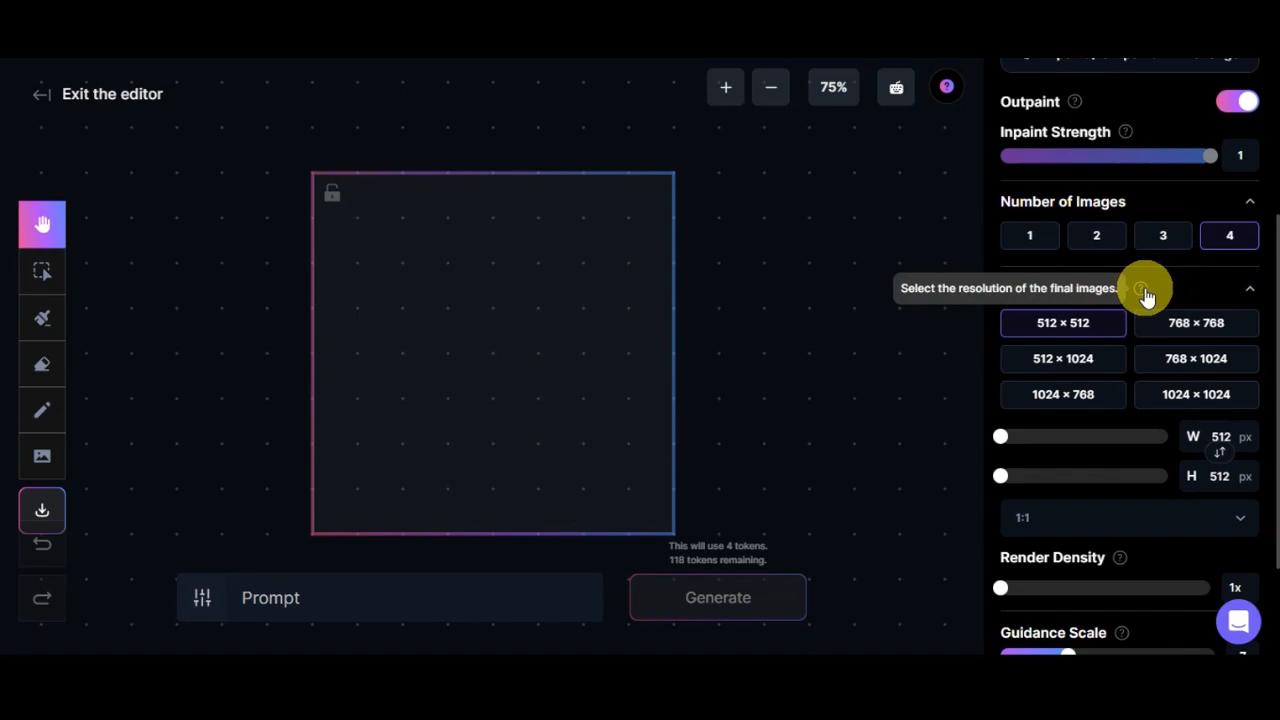 Exit the editor
75%
Outpaint
Inpaint Strength
1
Number of Images
1 2 3 4
Select the resolution of the final images.
512 × 512 768 × 768
512 × 1024 768 × 1024
1024 × 768 1024 × 1024
W 512 px
H 512 px
1:1
Render Density
1x
Guidance Scale
7
This will use 4 tokens.
118 tokens remaining.
Prompt
Generate